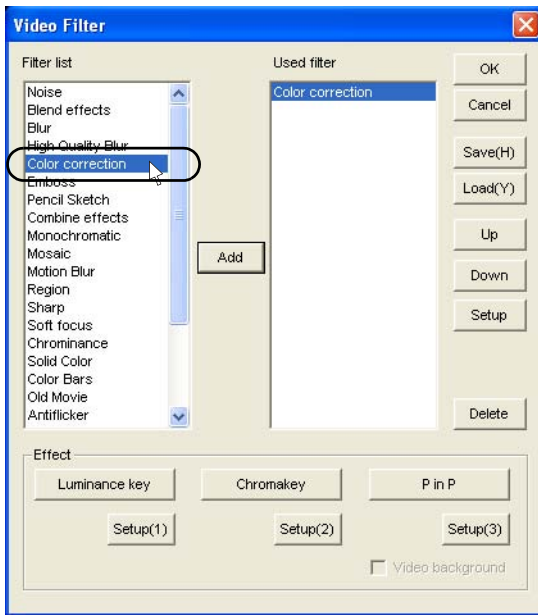 Video Filter
Filter list
Used filter
Noise
Blend effects
Blur
High Quality Blur
Color correction
Emboss
Pencil Sketch
Combine effects
Monochromatic
Mosaic
Motion Blur
Region
Sharp
Soft focus
Chrominance
Solid Color
Color Bars
Old Movie
Antiflicker
Add
Color correction
OK
Cancel
Save(H)
Load(Y)
Up
Down
Setup
Delete
Effect
Luminance key
Chromakey
P in P
Setup(1)
Setup(2)
Setup(3)
Video background